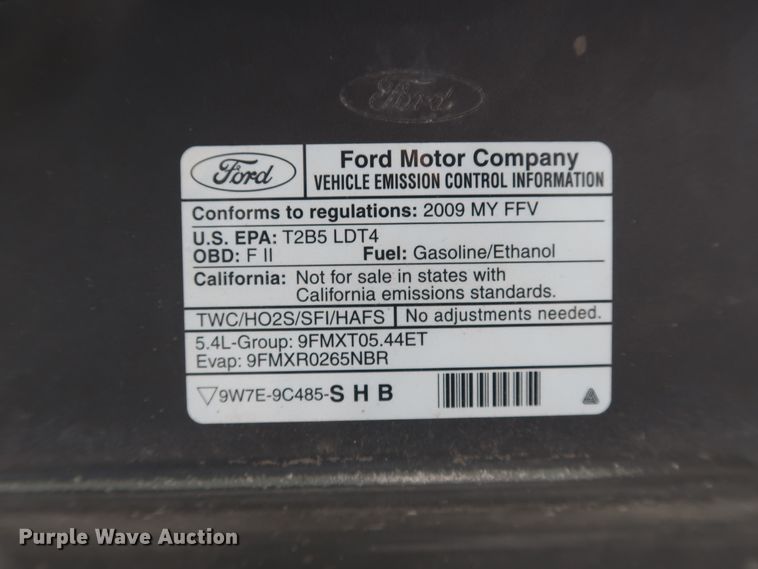 Ford
Ford
Ford Motor Company
VEHICLE EMISSION CONTROL INFORMATION
Conforms to regulations: 2009 MY FFV
U.S. EPA: T2B5 LDT4
OBD: F II Fuel: Gasoline/Ethanol
California: Not for sale in states with
California emissions standards.
TWC/HO2S/SFI/HAFS No adjustments needed.
5.4L-Group: 9FMXT05.44ET
Evap: 9FMXR0265NBR
▽9W7E-9C485-S H B
Purple Wave Auction